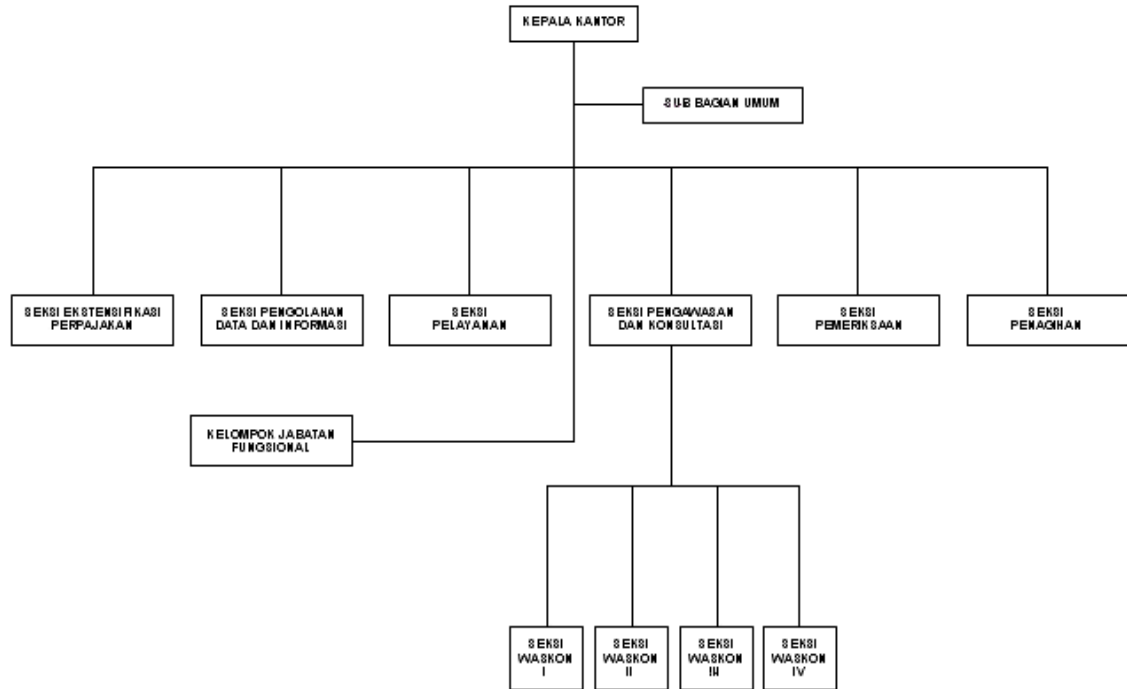 KEPALA KANTOR
SUB BAGIAN UMUM
SEKSI EKSTENSIFIKASI
PERPAJAKAN
SEKSI PENGOLAHAN
DATA DAN INFORMASI
SEKSI
PELAYANAN
SEKSI PENGAWASAN
DAN KONSULTASI
SEKSI
PEMERIKSAAN
SEKSI
PENAGIHAN
KELOMPOK JABATAN
FUNGSIONAL
SEKSI
WASKON
I
SEKSI
WASKON
II
SEKSI
WASKON
III
SEKSI
WASKON
IV